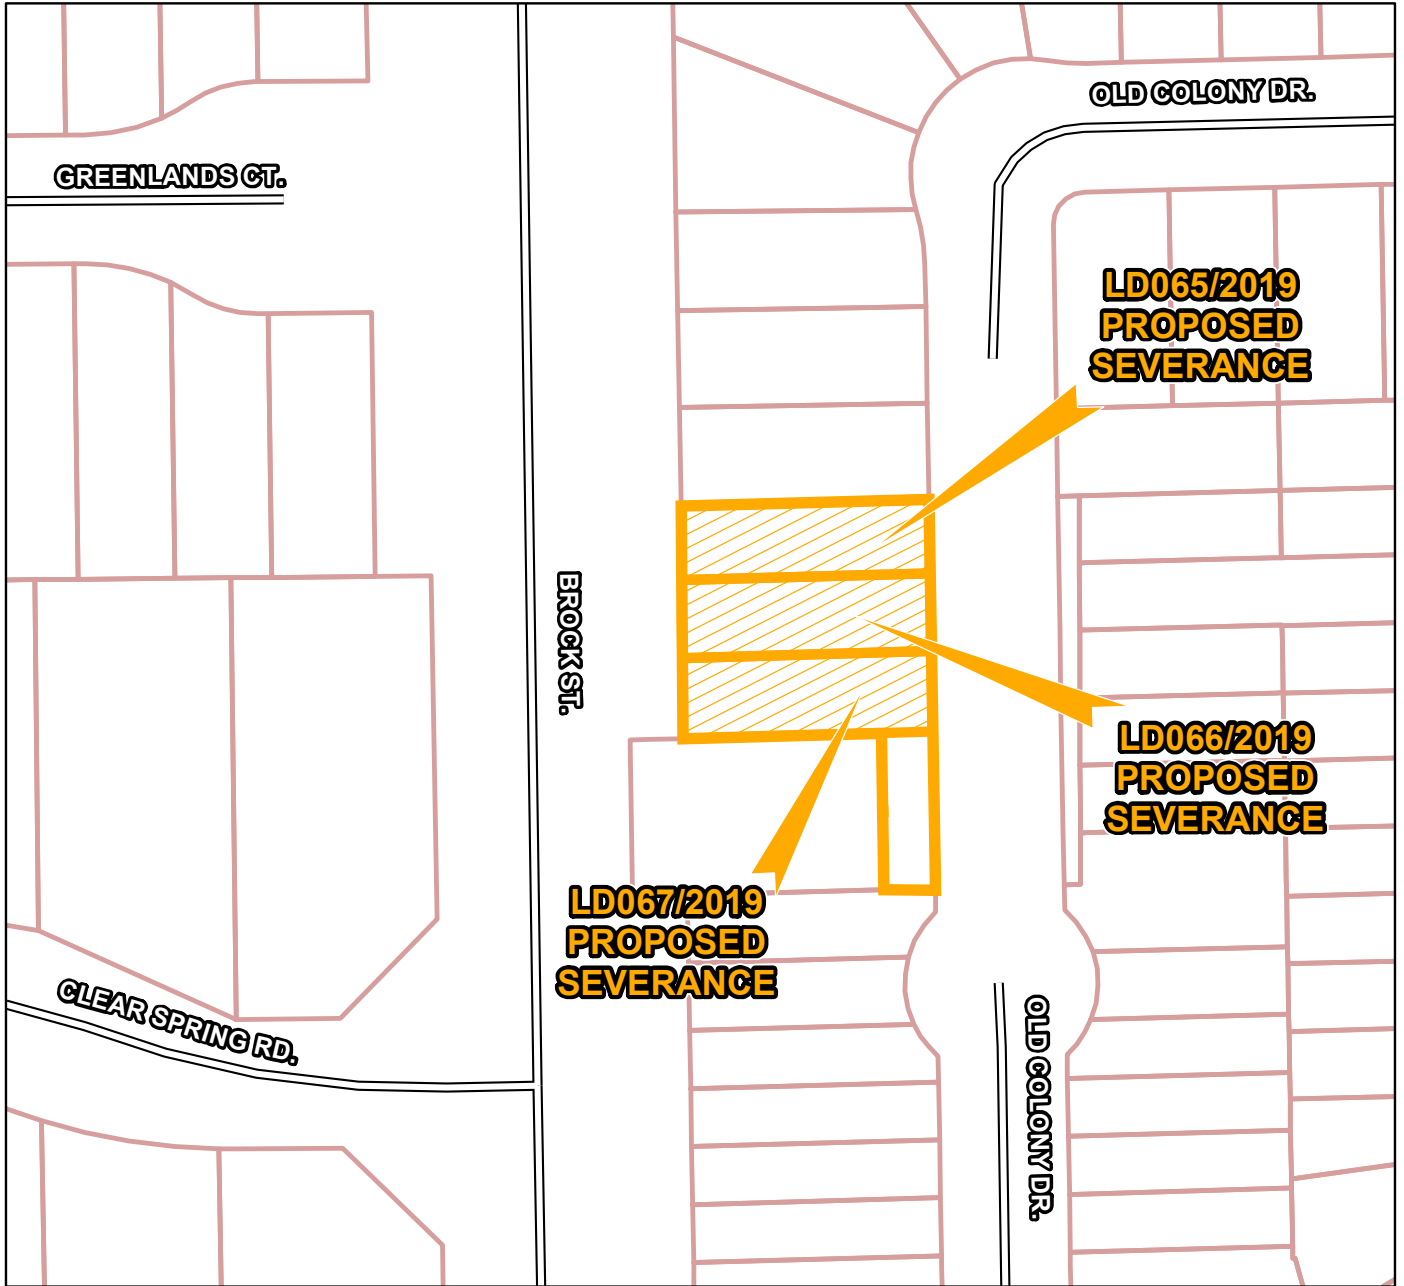 OLD COLONY DR.
GREENLANDS CT.
LD065/2019
PROPOSED
SEVERANCE
BROCK ST.
LD066/2019
PROPOSED
SEVERANCE
LD067/2019
PROPOSED
SEVERANCE
CLEAR SPRING RD.
OLD COLONY DR.